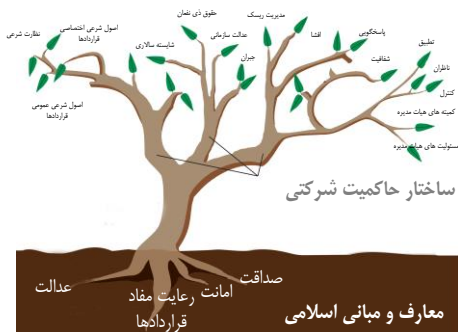 حقوق ذی نفعان
مدیریت ریسک
پاسخگویی
اصول شرعی اختصاصی
قراردادها
افشا
نظارت شرعی
عدالت سازمانی
تطبیق
شایسته سالاری
شفافیت
جبران
ناظران
کنترل
اصول شرعی عمومی
قراردادها
کمیته های هیات مدیره
مسئولیت های هیات مدیره
ساختار حاکمیت شرکتی
صداقت
امانت
رعایت مفاد
قراردادها
عدالت
معارف و مبانی اسلامی